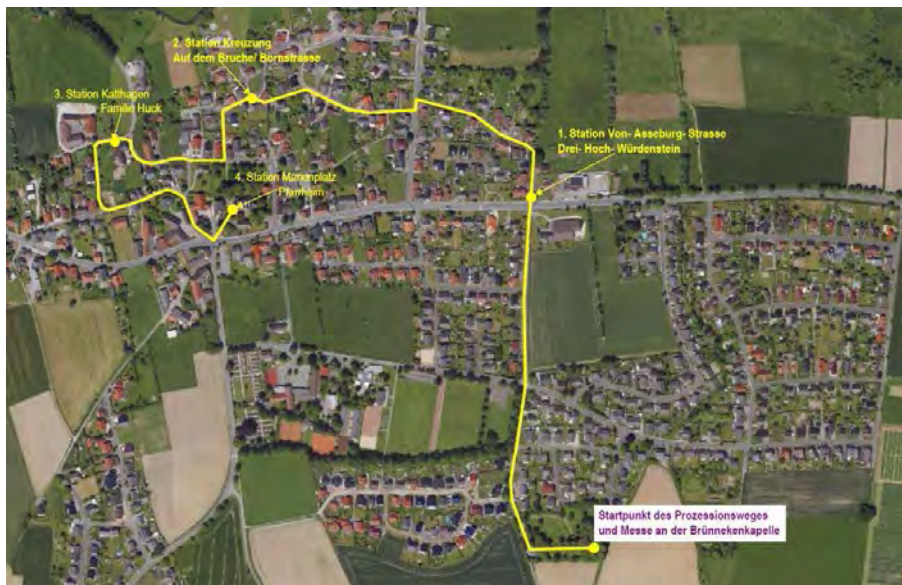 2. Station Kreuzung
Auf dem Bruche/ Bornstrasse
3. Station Katthagen
Familie Huck
1. Station Von- Asseburg- Strasse
Drei- Hoch- Würdenstein
4. Station Marienplatz
Pfarrheim
Startpunkt des Prozessionsweges
und Messe an der Brünnekenkapelle